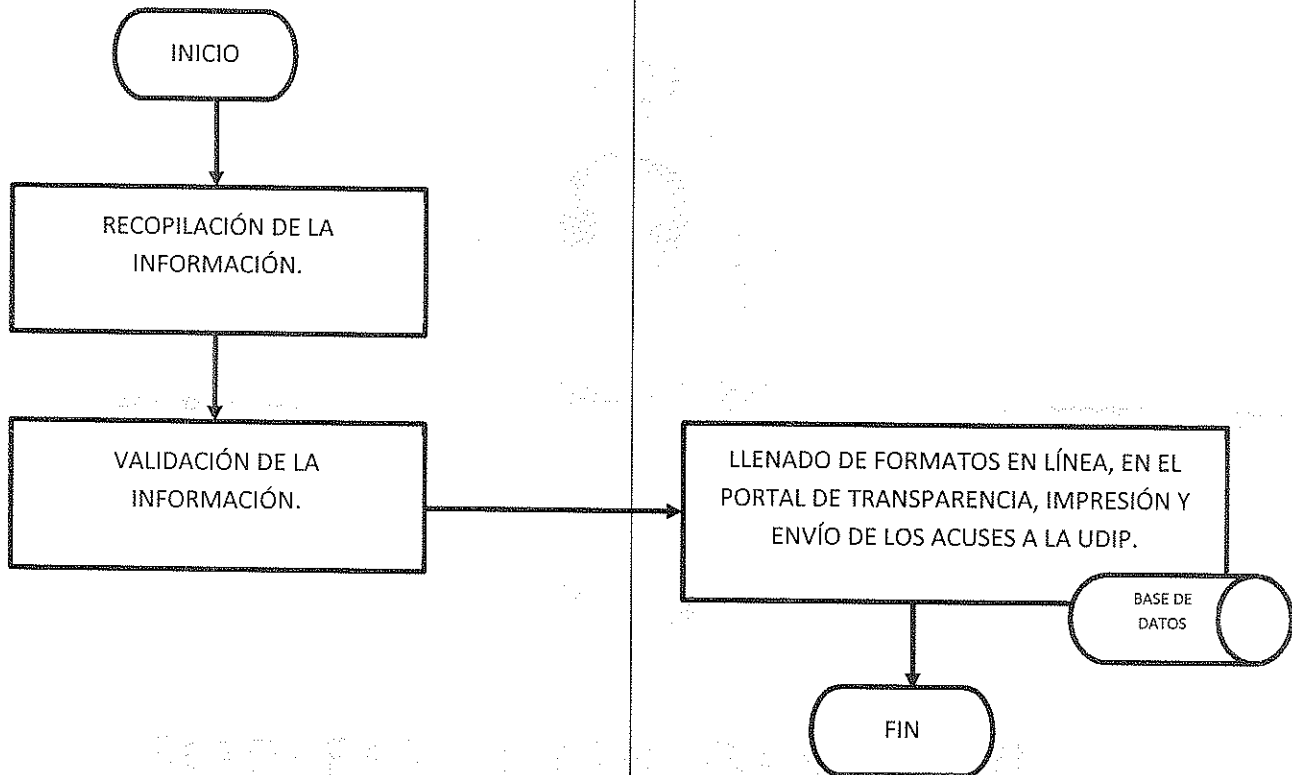 INICIO
RECOPILACIÓN DE LA
INFORMACIÓN.
VALIDACIÓN DE LA
INFORMACIÓN.
LLENADO DE FORMATOS EN LÍNEA, EN EL
PORTAL DE TRANSPARENCIA, IMPRESIÓN Y
ENVÍO DE LOS ACUSES A LA UDIP.
BASE DE
DATOS
FIN